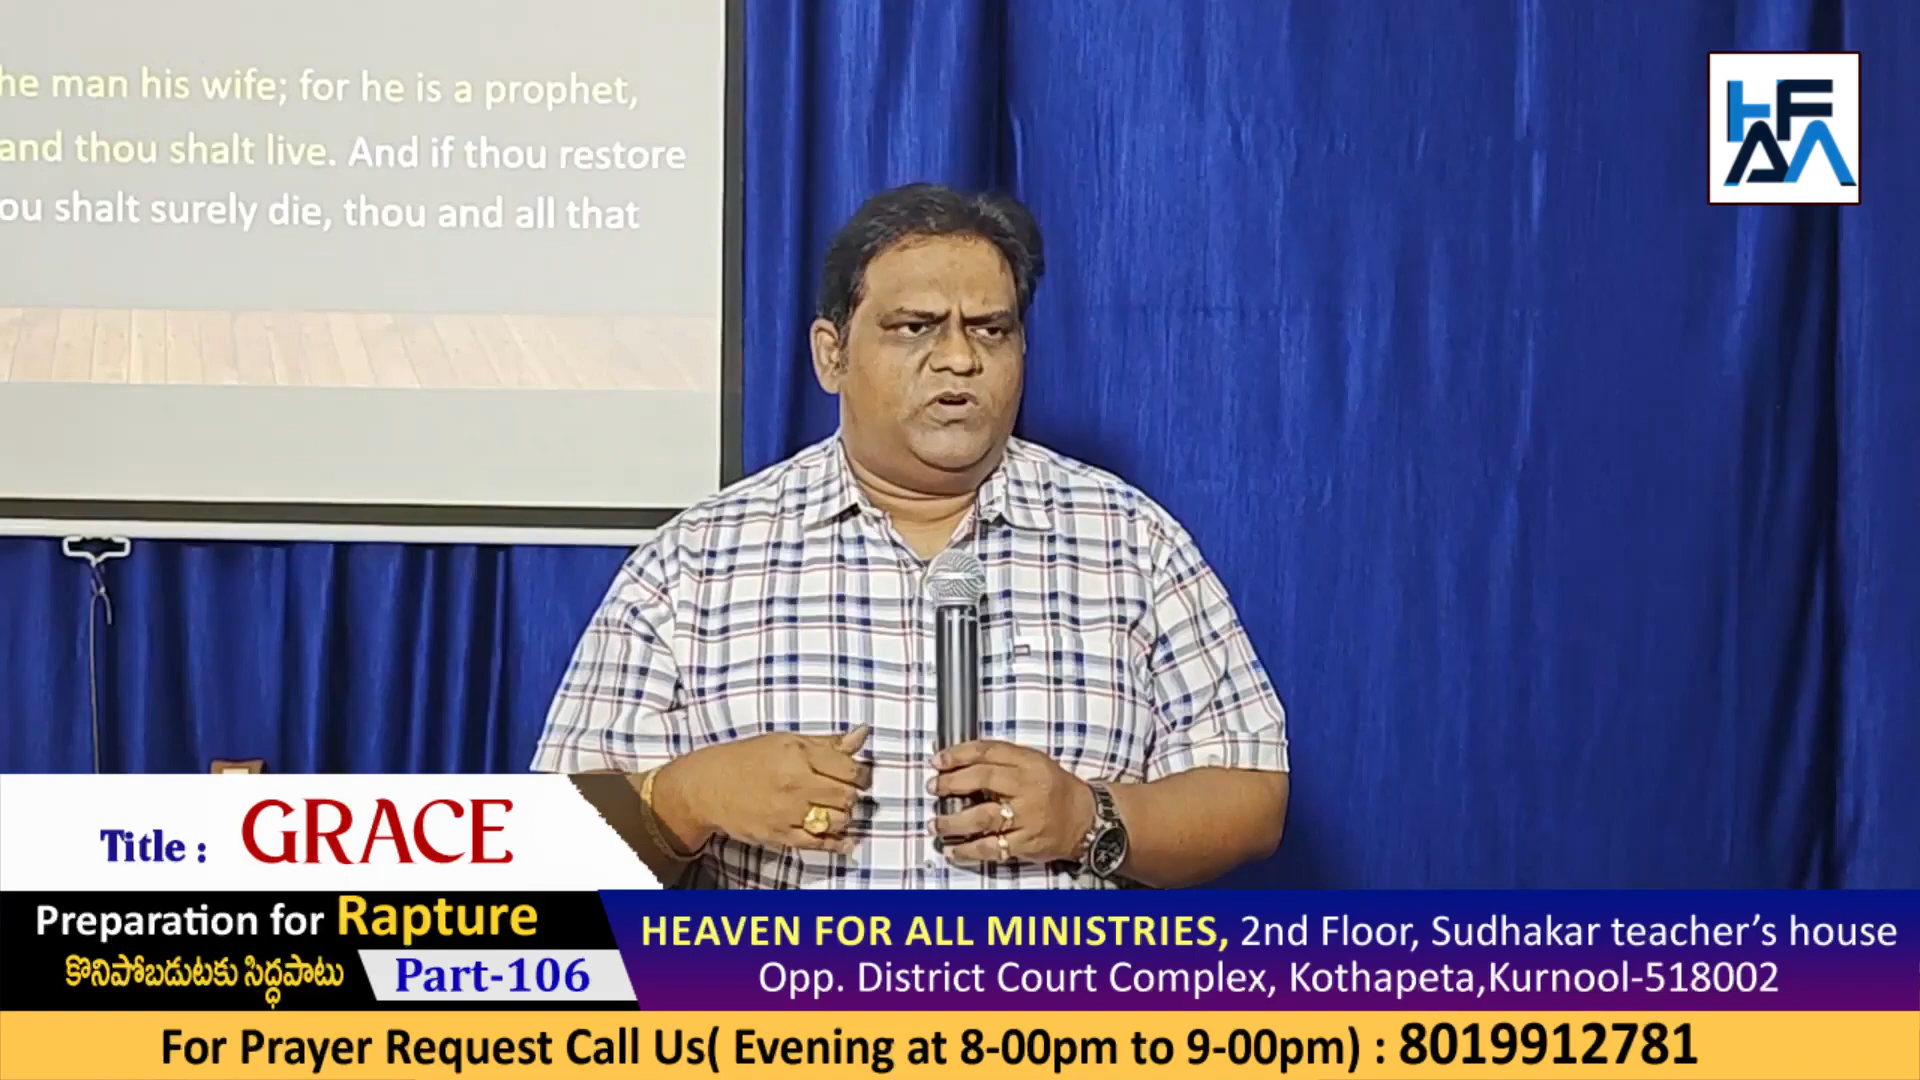 he man his wife; for he is a prophet,
and thou shalt live. And if thou restore
ou shalt surely die, thou and all that
HFAM
Title : GRACE
Preparation for Rapture
కొనిపోబడుటకు సిద్ధపాటు
Part-106
HEAVEN FOR ALL MINISTRIES, 2nd Floor, Sudhakar teacher’s house
Opp. District Court Complex, Kothapeta,Kurnool-518002
For Prayer Request Call Us( Evening at 8-00pm to 9-00pm) : 8019912781